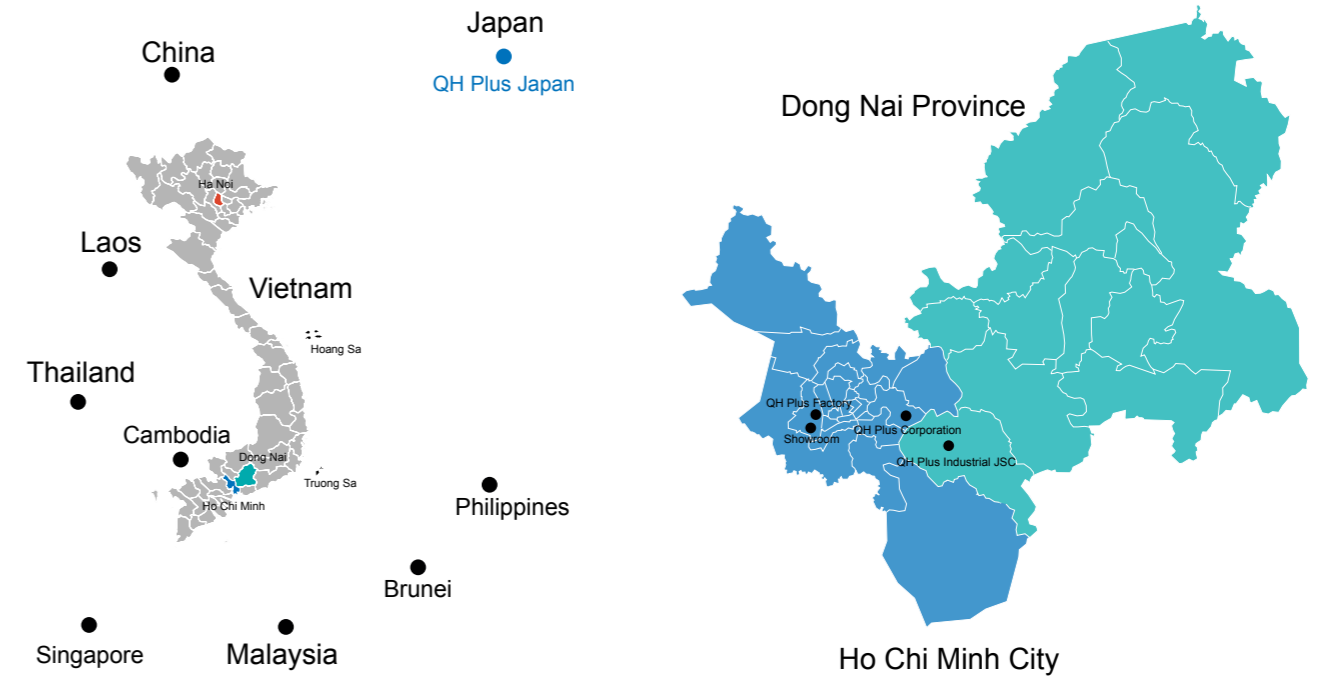 Japan
QH Plus Japan
China
Ha Noi
Laos
Vietnam
Hoang Sa
Thailand
Cambodia
Dong Nai
Truong Sa
Ho Chi Minh
Philippines
Brunei
Singapore
Malaysia
Dong Nai Province
QH Plus Factory
Showroom
QH Plus Corporation
QH Plus Industrial JSC
Ho Chi Minh City